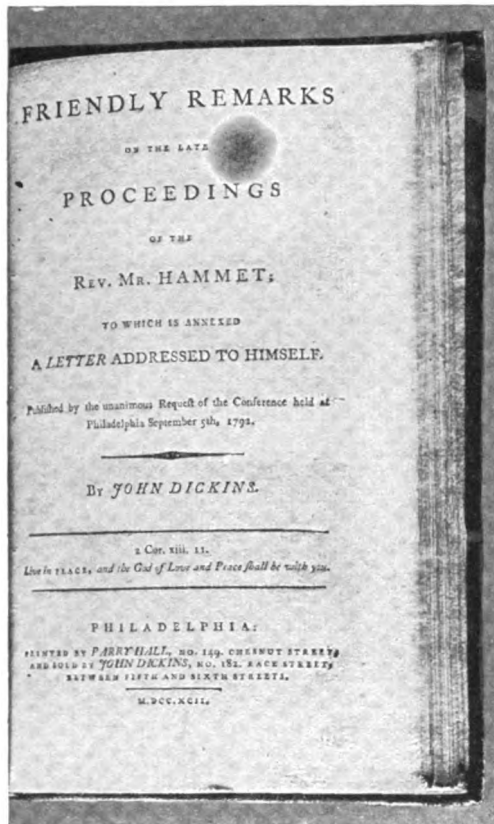 FRIENDLY REMARKS
ON THE LATE
PROCEEDINGS
OF THE
REV. MR. HAMMET;
TO WHICH IS ANNEXED
A LETTER ADDRESSED TO HIMSELF.
Published by the unanimous Requeſt of the Conference held at
Philadelphia September 5th, 1792.
BY JOHN DICKINS.
2 Cor. xiii. 11.
Live in PEACE, and the God of Love and Peace ſhall be with you.
PHILADELPHIA:
PRINTED BY PARRY HALL, NO. 149. CHESNUT STREET;
AND SOLD BY JOHN DICKINS, NO. 182. RACE STREET,
BETWEEN FIFTH AND SIXTH STREETS.
M.DCC.XCII.